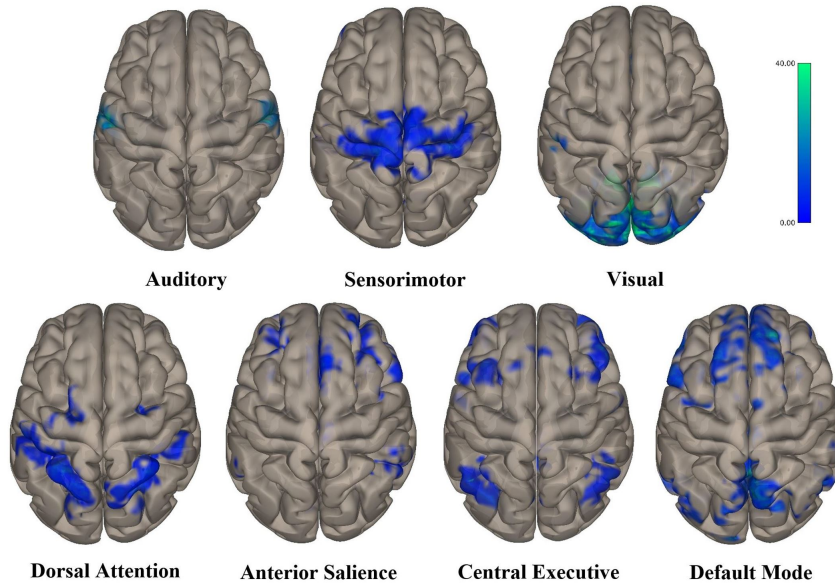 40.00
0.00
Auditory
Sensorimotor
Visual
Dorsal Attention
Anterior Salience
Central Executive
Default Mode